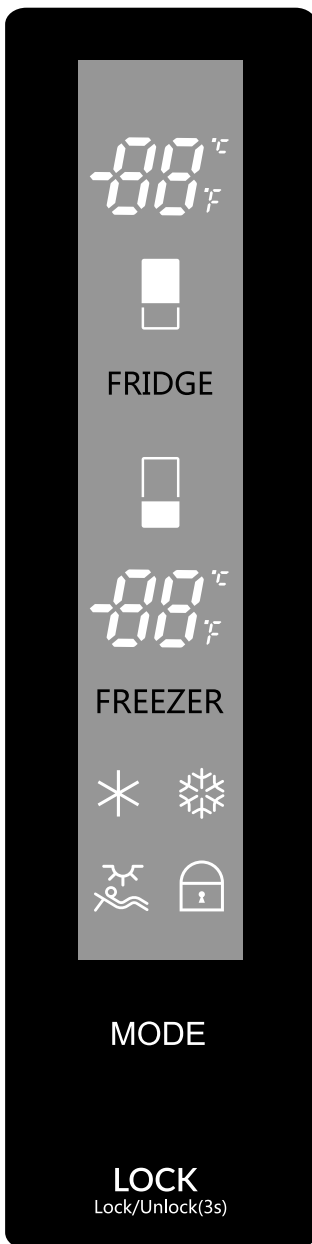 -88°C
°F
FRIDGE
-88°C
°F
FREEZER
MODE
LOCK
Lock/Unlock(3s)